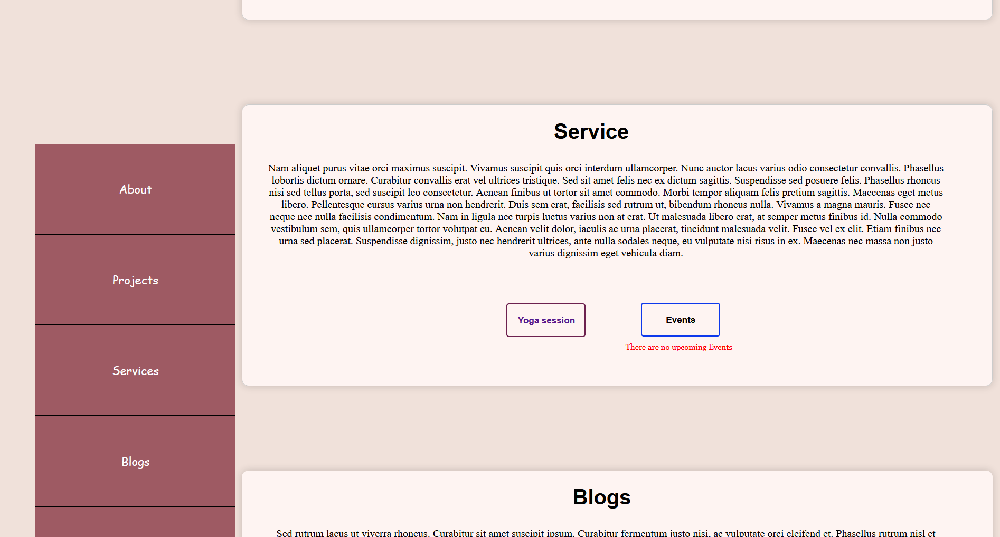 About
Projects
Services
Blogs
Service
Nam aliquet purus vitae orci maximus suscipit. Vivamus suscipit quis orci interdum ullamcorper. Nunc auctor lacus varius odio consectetur convallis. Phasellus
lobortis dictum ornare. Curabitur convallis erat vel ultrices tristique. Sed sit amet felis nec ex dictum sagittis. Suspendisse sed posuere felis. Phasellus rhoncus
nisi sed tellus porta, sed suscipit leo consectetur. Aenean finibus ut tortor sit amet commodo. Morbi tempor aliquam felis pretium sagittis. Maecenas eget metus
libero. Pellentesque cursus varius urna non hendrerit. Duis sem erat, facilisis sed rutrum ut, bibendum rhoncus nulla. Vivamus a magna mauris. Fusce nec
neque nec nulla facilisis condimentum. Nam in ligula nec turpis luctus varius non at erat. Ut malesuada libero erat, at semper metus finibus id. Nulla commodo
vestibulum sem, quis ullamcorper tortor volutpat eu. Aenean velit dolor, iaculis ac urna placerat, tincidunt malesuada velit. Fusce vel ex elit. Etiam finibus nec
urna sed placerat. Suspendisse dignissim, justo nec hendrerit ultrices, ante nulla sodales neque, eu vulputate nisi risus in ex. Maecenas nec massa non justo
varius dignissim eget vehicula diam.
Yoga session
Events
There are no upcoming Events
Blogs
Sed rutrum lacus ut viverra rhoncus. Curabitur sit amet suscipit ipsum. Curabitur fermentum justo nisi, ac vulputate orci eleifend et. Phasellus rutrum nisl et